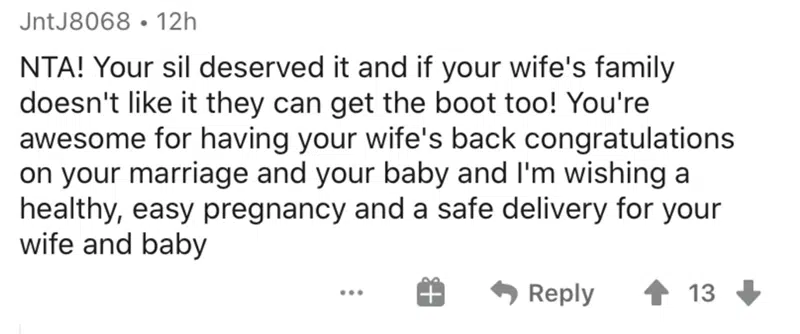 JntJ8068 • 12h
NTA! Your sil deserved it and if your wife's family
doesn't like it they can get the boot too! You're
awesome for having your wife's back congratulations
on your marriage and your baby and I'm wishing a
healthy, easy pregnancy and a safe delivery for your
wife and baby
Reply 13